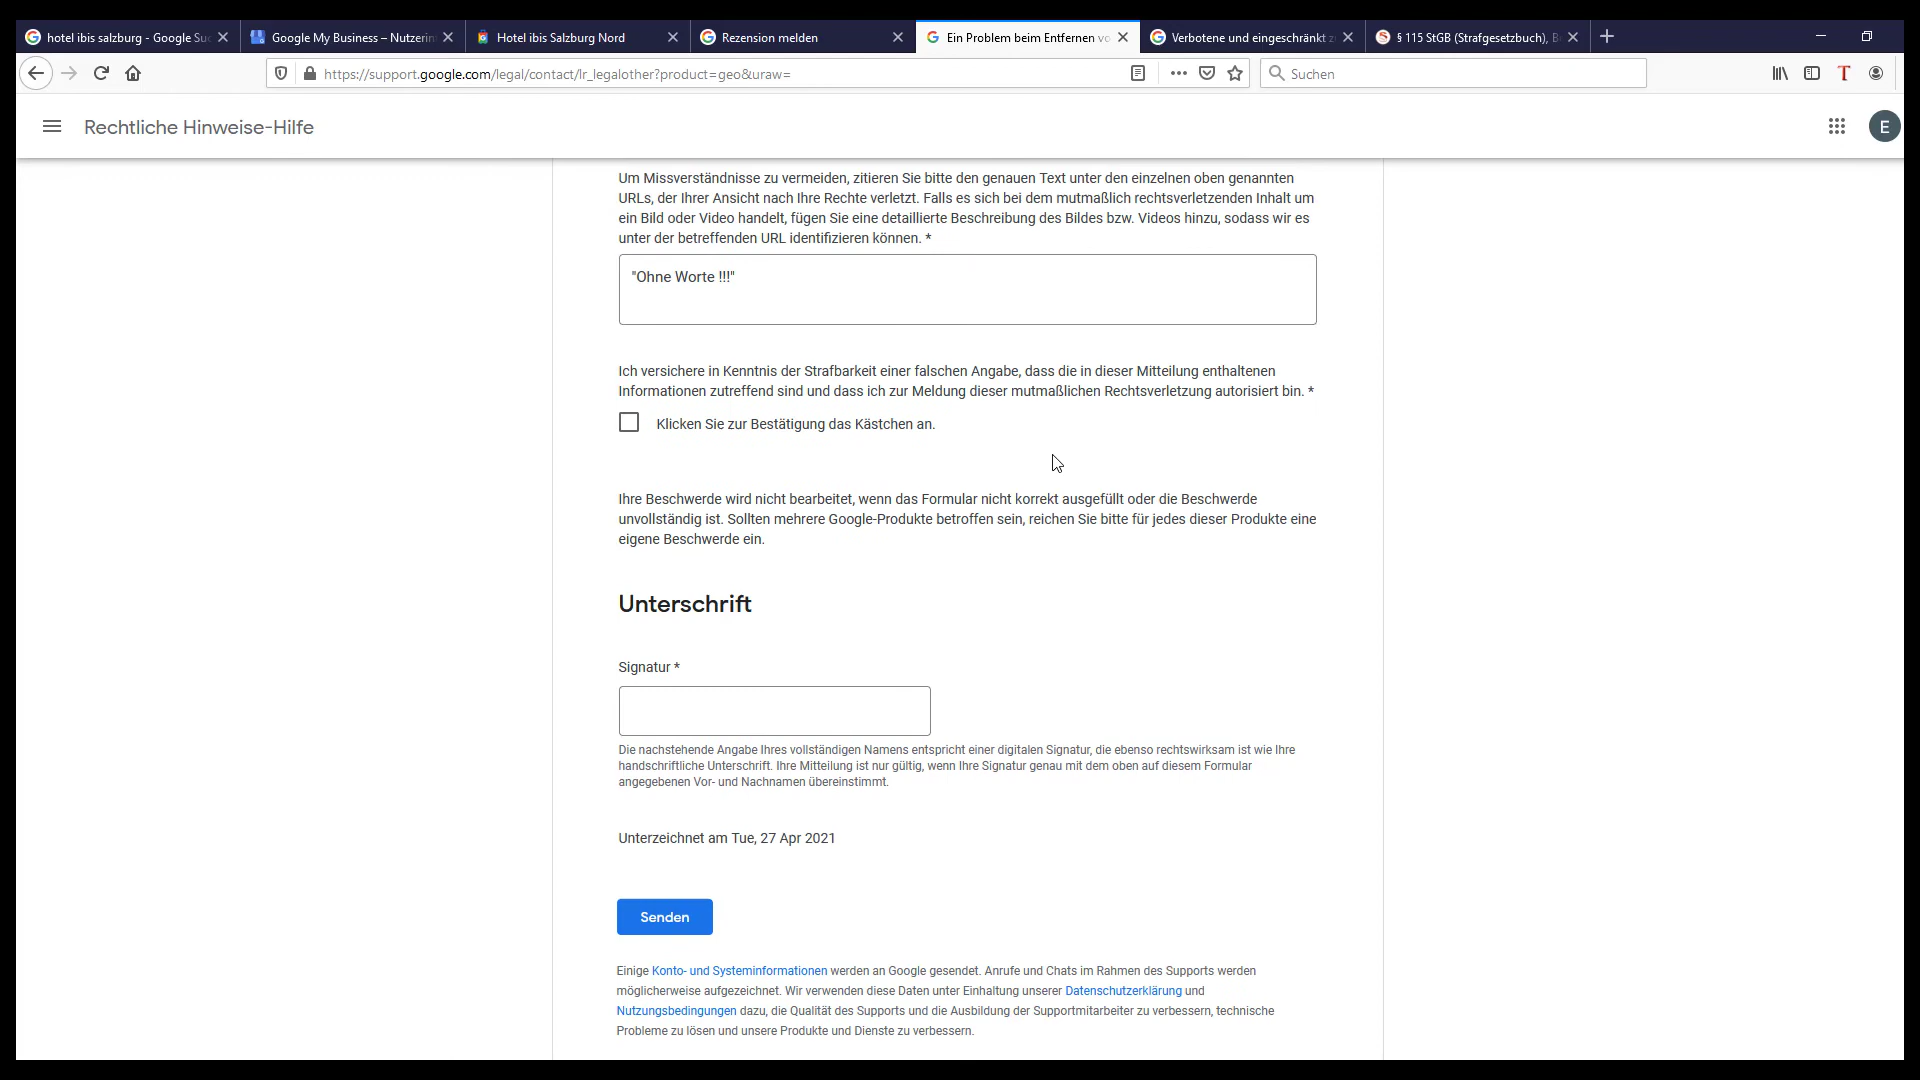 hotel ibis salzburg - Google Su
Google My Business – Nutzerin
Hotel ibis Salzburg Nord
Rezension melden
Ein Problem beim Entfernen vo
Verbotene und eingeschränkt z
§ 115 StGB (Strafgesetzbuch), B
https://support.google.com/legal/contact/lr_legalother?product=geo&uraw=
Suchen
Rechtliche Hinweise-Hilfe
E
Um Missverständnisse zu vermeiden, zitieren Sie bitte den genauen Text unter den einzelnen oben genannten
URLs, der Ihrer Ansicht nach Ihre Rechte verletzt. Falls es sich bei dem mutmaßlich rechtsverletzenden Inhalt um
ein Bild oder Video handelt, fügen Sie eine detaillierte Beschreibung des Bildes bzw. Videos hinzu, sodass wir es
unter der betreffenden URL identifizieren können. *
"Ohne Worte !!!"
Ich versichere in Kenntnis der Strafbarkeit einer falschen Angabe, dass die in dieser Mitteilung enthaltenen
Informationen zutreffend sind und dass ich zur Meldung dieser mutmaßlichen Rechtsverletzung autorisiert bin. *
Klicken Sie zur Bestätigung das Kästchen an.
Ihre Beschwerde wird nicht bearbeitet, wenn das Formular nicht korrekt ausgefüllt oder die Beschwerde
unvollständig ist. Sollten mehrere Google-Produkte betroffen sein, reichen Sie bitte für jedes dieser Produkte eine
eigene Beschwerde ein.
Unterschrift
Signatur *
Die nachstehende Angabe Ihres vollständigen Namens entspricht einer digitalen Signatur, die ebenso rechtswirksam ist wie Ihre
handschriftliche Unterschrift. Ihre Mitteilung ist nur gültig, wenn Ihre Signatur genau mit dem oben auf diesem Formular
angegebenen Vor- und Nachnamen übereinstimmt.
Unterzeichnet am Tue, 27 Apr 2021
Senden
Einige Konto- und Systeminformationen werden an Google gesendet. Anrufe und Chats im Rahmen des Supports werden
möglicherweise aufgezeichnet. Wir verwenden diese Daten unter Einhaltung unserer Datenschutzerklärung und
Nutzungsbedingungen dazu, die Qualität des Supports und die Ausbildung der Supportmitarbeiter zu verbessern, technische
Probleme zu lösen und unsere Produkte und Dienste zu verbessern.